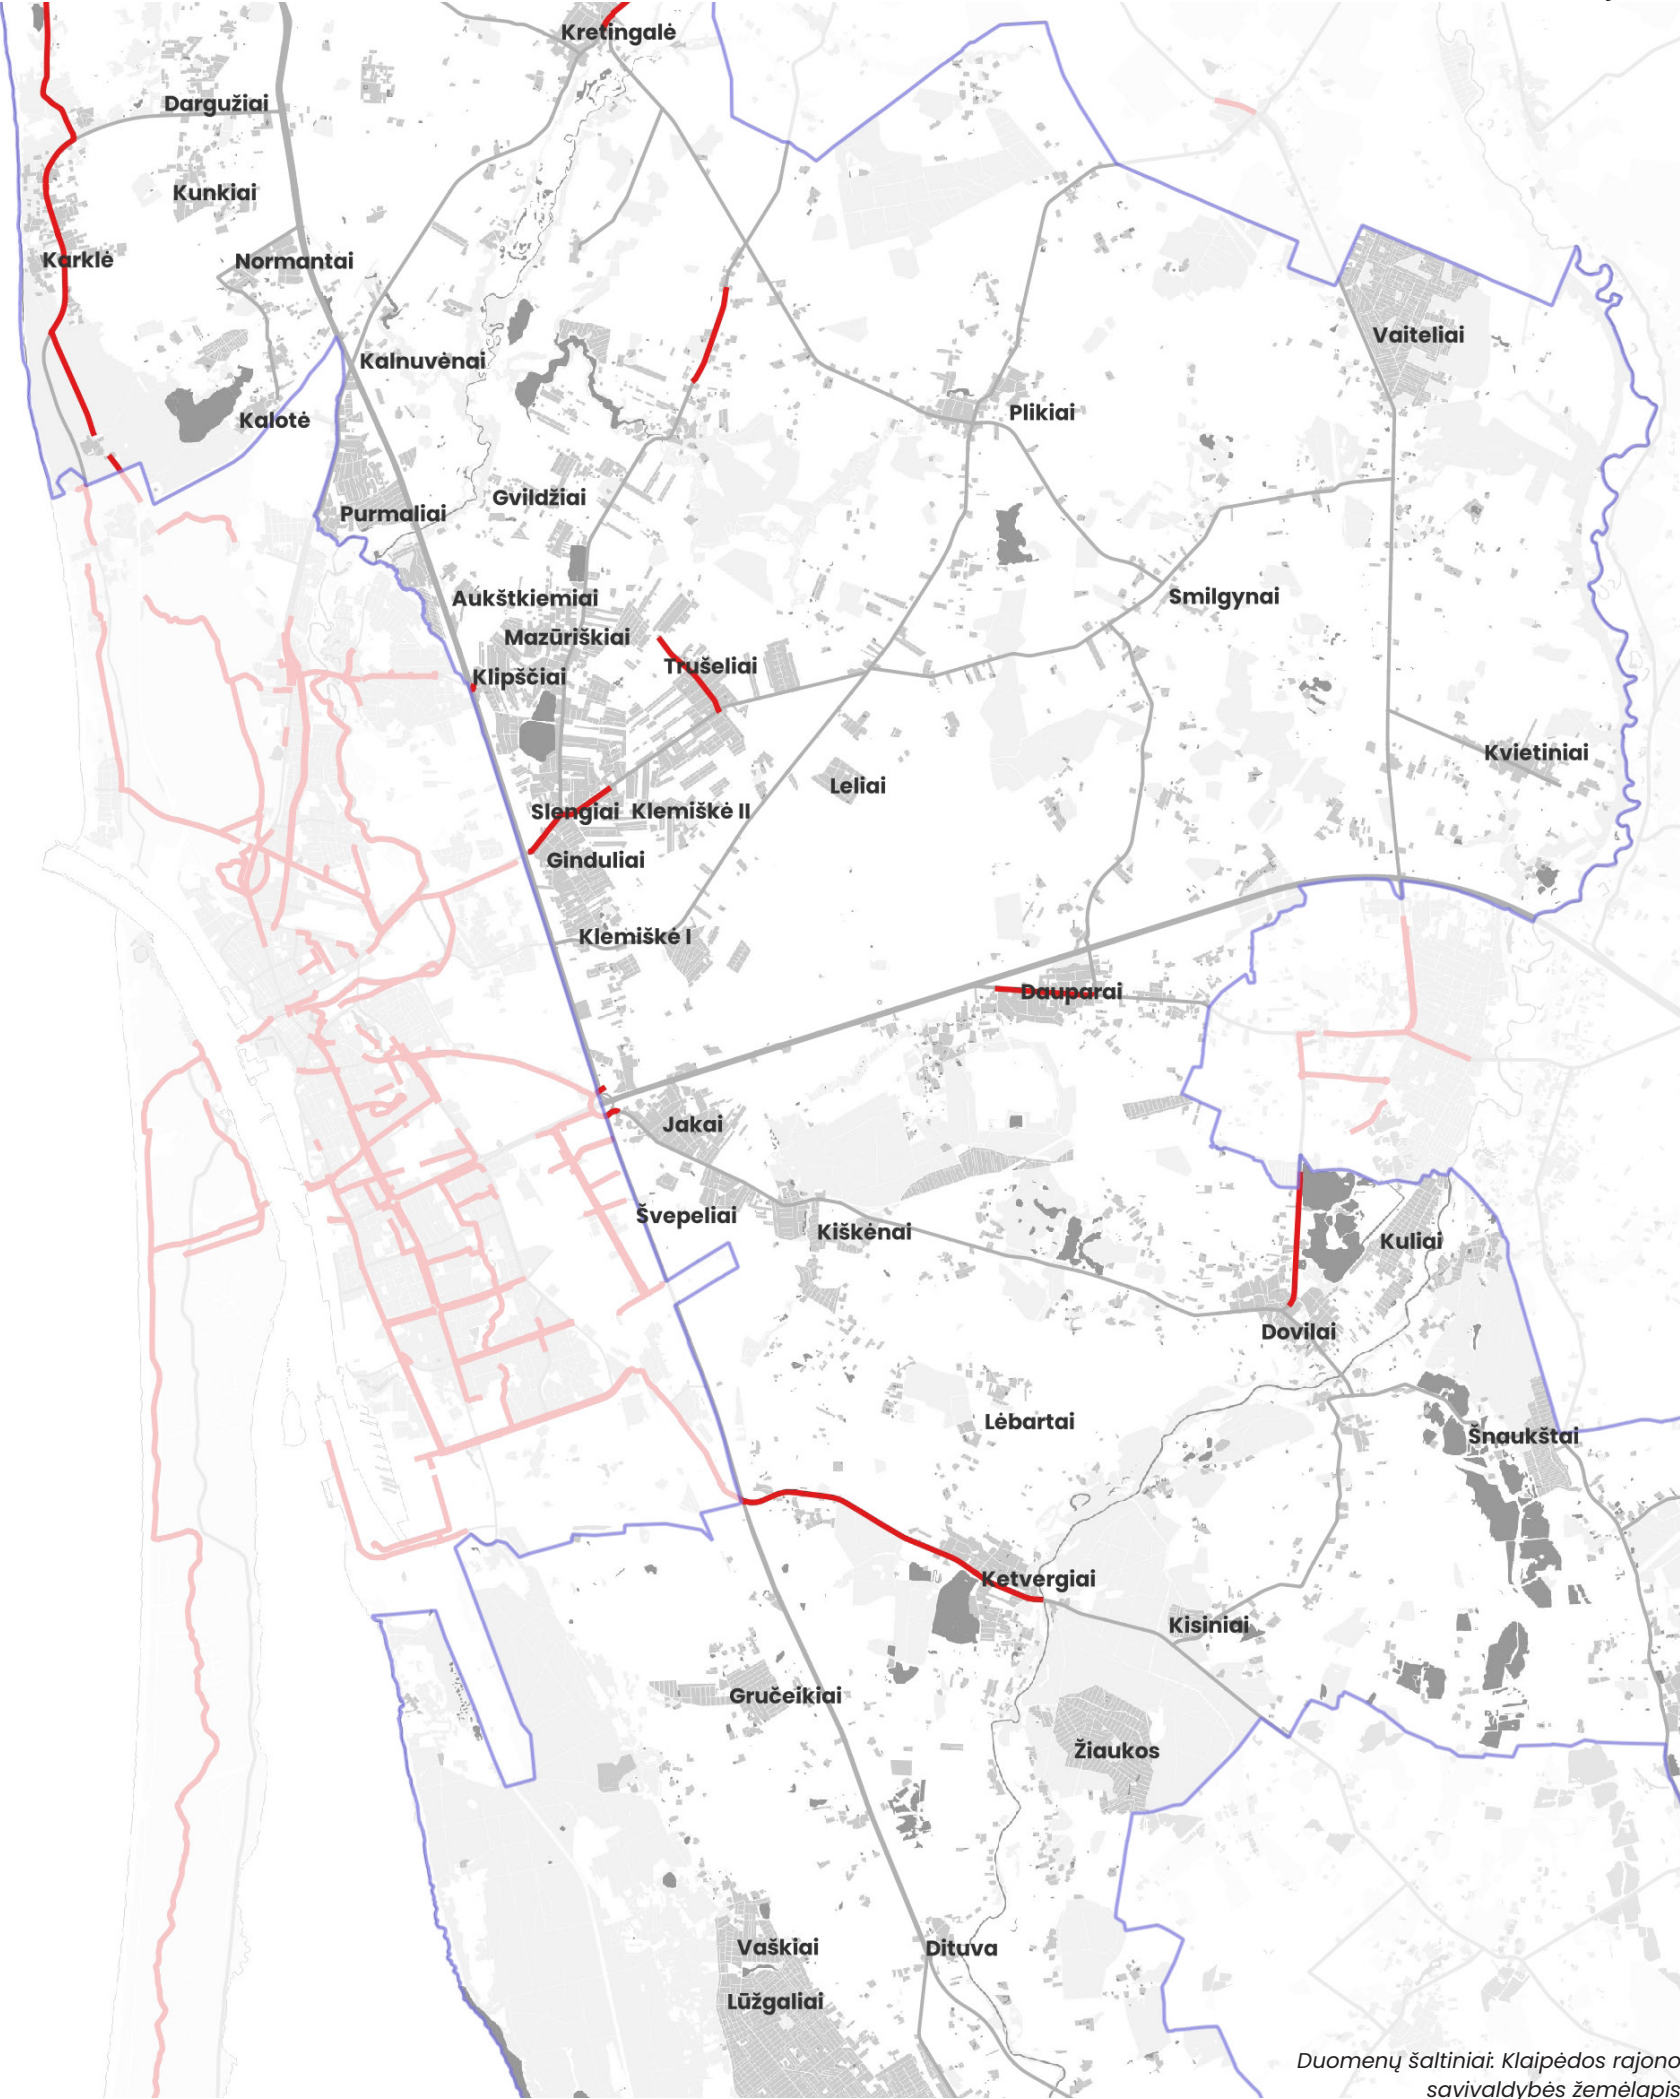 Kretingalė
Dargužiai
Kunkiai
Karklė
Normantai
Vaiteliai
Kalnuvėnai
Kalotė
Plikiai
Gvildžiai
Purmaliai
Aukštkiemiai
Smilgynai
Mazūriškiai
Trušeliai
Klipščiai
Kvietiniai
Leliai
Slengiai
Klemiškė II
Ginduliai
Klemiškė I
Dauparai
Jakai
Švepeliai
Kiškėnai
Kuliai
Dovilai
Lėbartai
Šnaukštai
Ketvergiai
Kisiniai
Gručeikiai
Žiaukos
Vaškiai
Dituva
Lūžgaliai
Duomenų šaltiniai: Klaipėdos rajono
savivaldybės žemėlapis